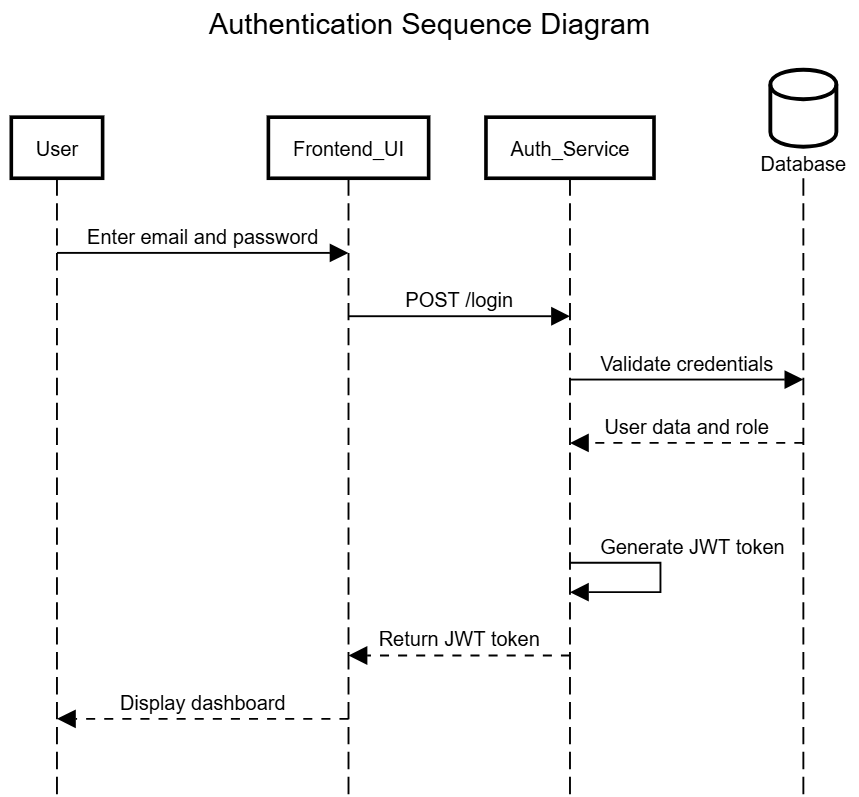 Authentication Sequence Diagram
User
Frontend_UI
Auth_Service
Database
Enter email and password
POST /login
Validate credentials
User data and role
Generate JWT token
Return JWT token
Display dashboard